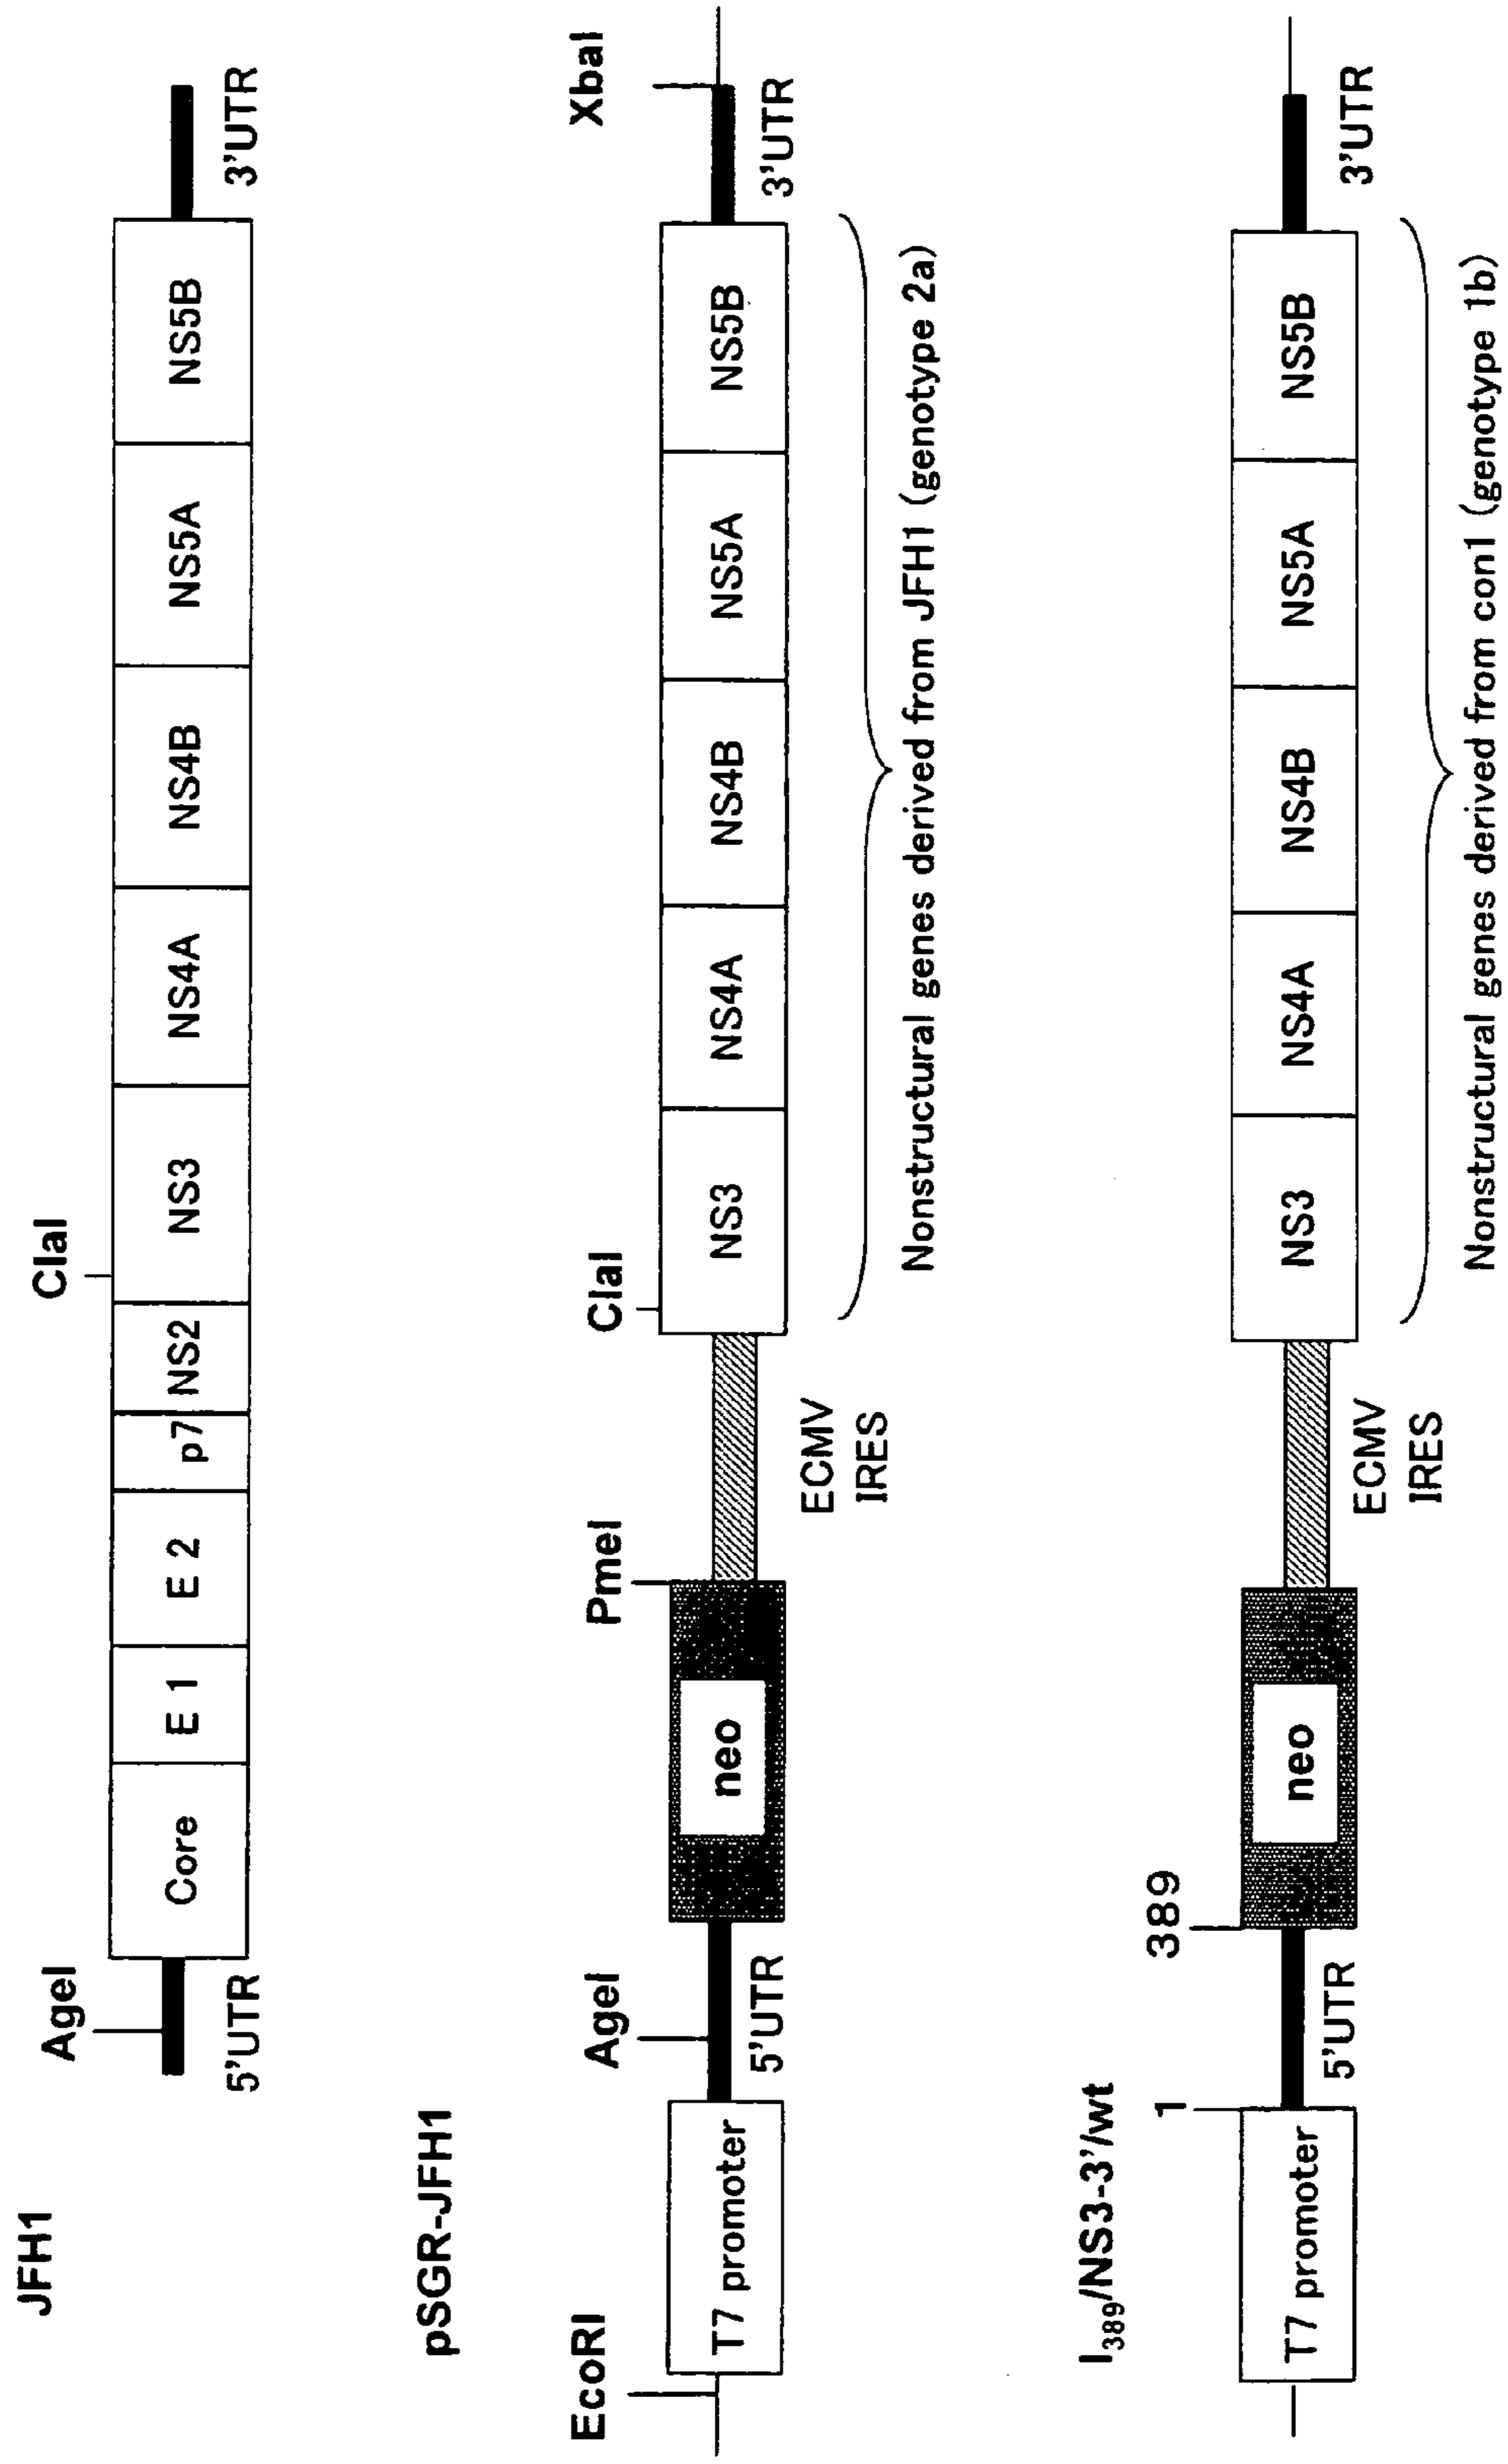 JFH1
AgeI
ClaI
Core
E 1
E 2
p7
NS2
NS3
NS4A
NS4B
NS5A
NS5B
5'UTR
3'UTR
pSGR-JFH1
EcoRI
AgeI
PmeI
ClaI
XbaI
T7 promoter
neo
NS3
NS4A
NS4B
NS5A
NS5B
5'UTR
ECMV
IRES
3'UTR
Nonstructural genes derived from JFH1 (genotype 2a)
I389/NS3-3'/wt
1
389
T7 promoter
neo
NS3
NS4A
NS4B
NS5A
NS5B
5'UTR
ECMV
IRES
3'UTR
Nonstructural genes derived from con1 (genotype 1b)